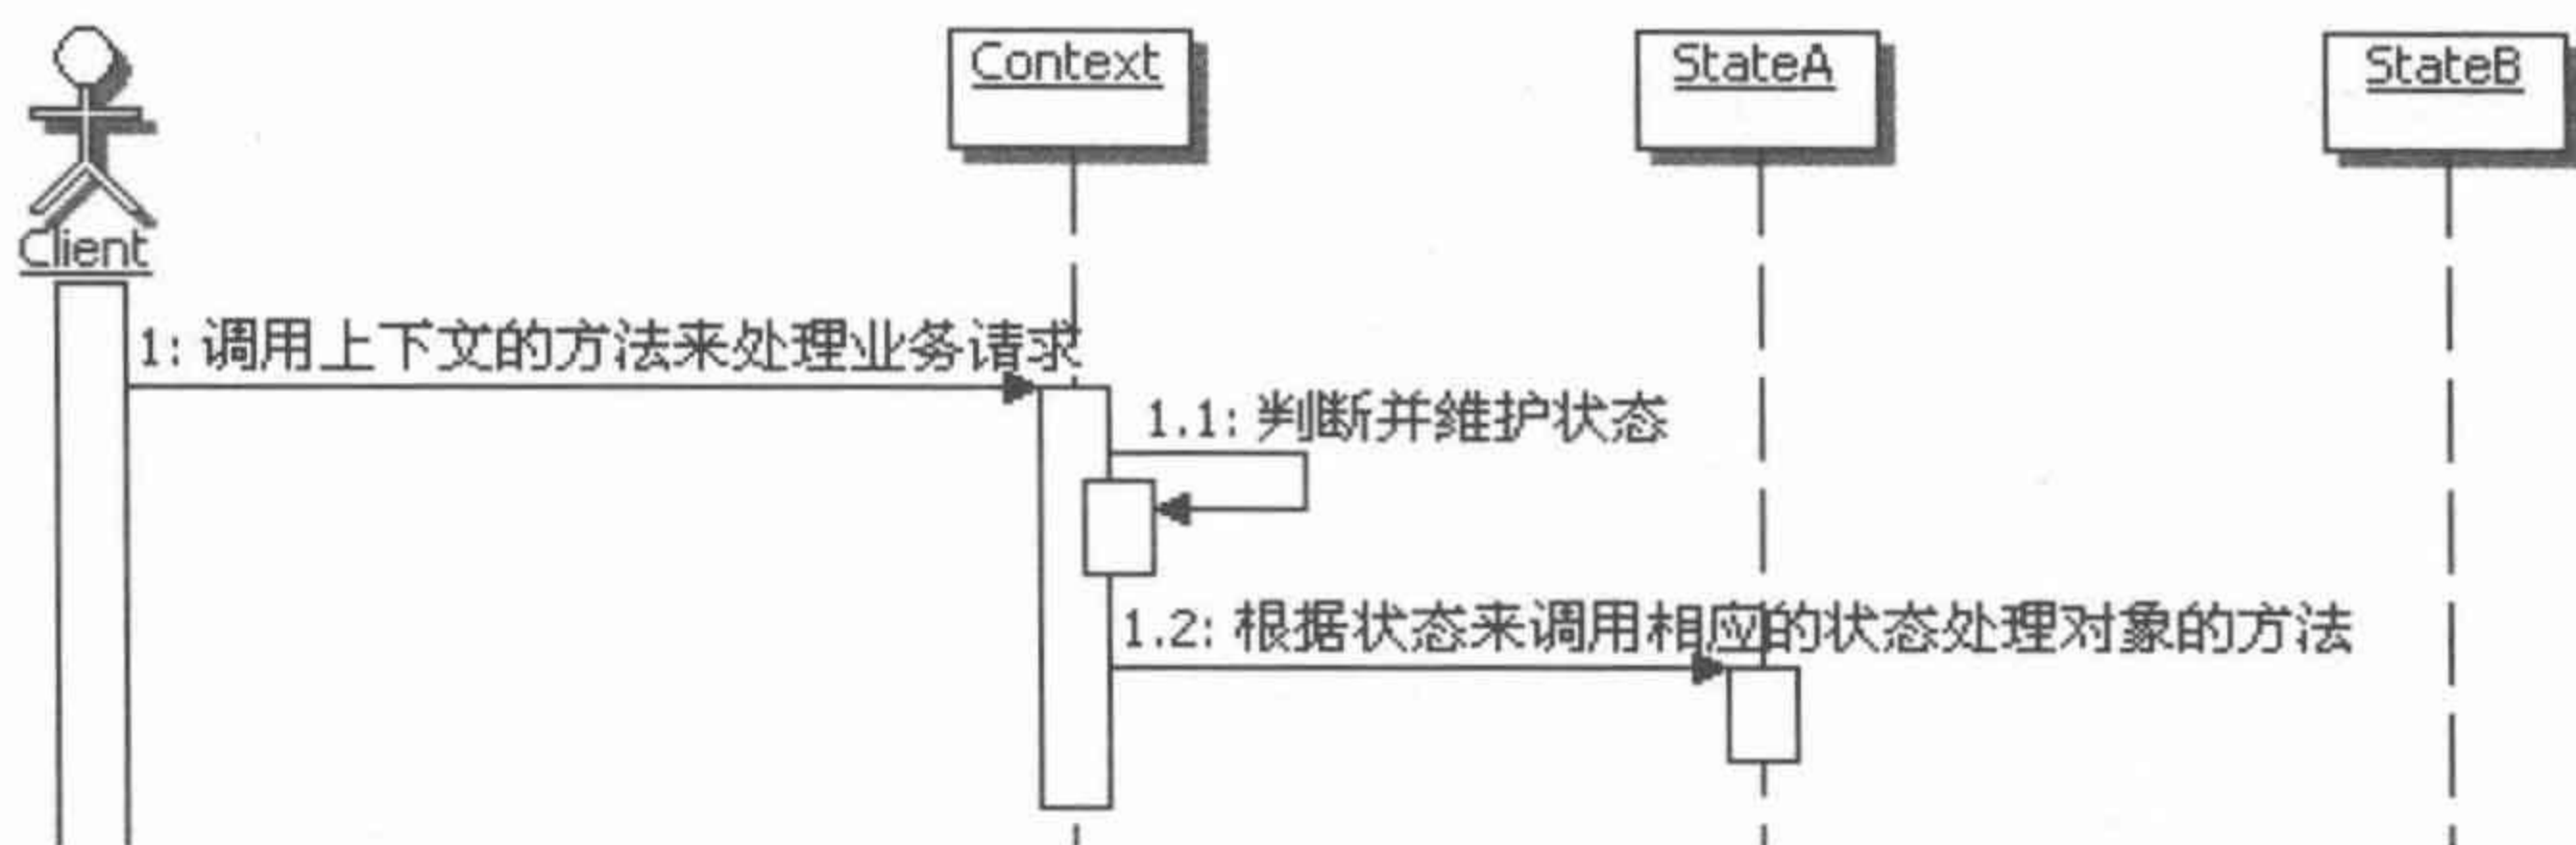 Context
StateA
StateB
Client
1: 调用上下文的方法来处理业务请求
1.1: 判断并维护状态
1.2: 根据状态来调用相应的状态处理对象的方法